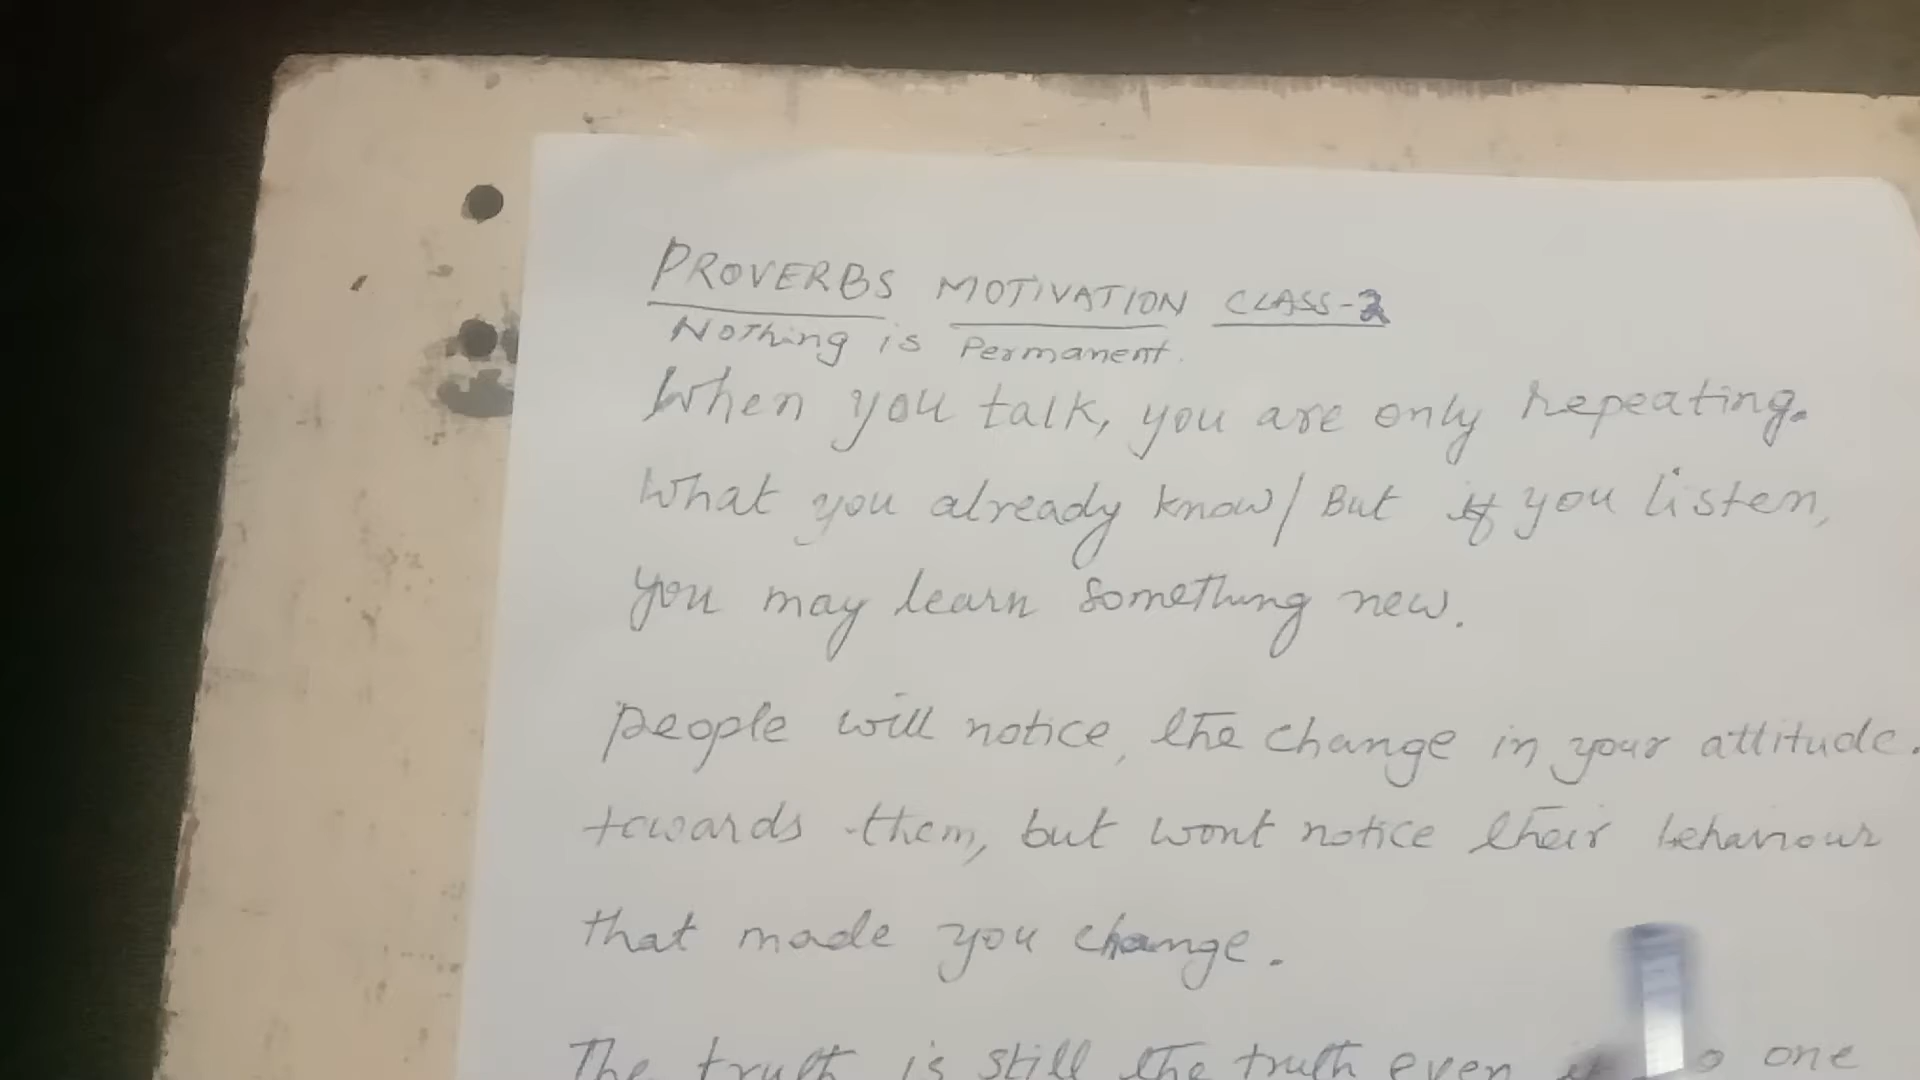 PROVERBS MOTIVATION CLASS-2
Nothing is Permanent.
When you talk, you are only repeating.
What you already know/ But if you listen,
you may learn something new.
people will notice, the change in your attitude.
towards them, but wont notice their behaviour
that made you change.
The truth is still the truth even if one